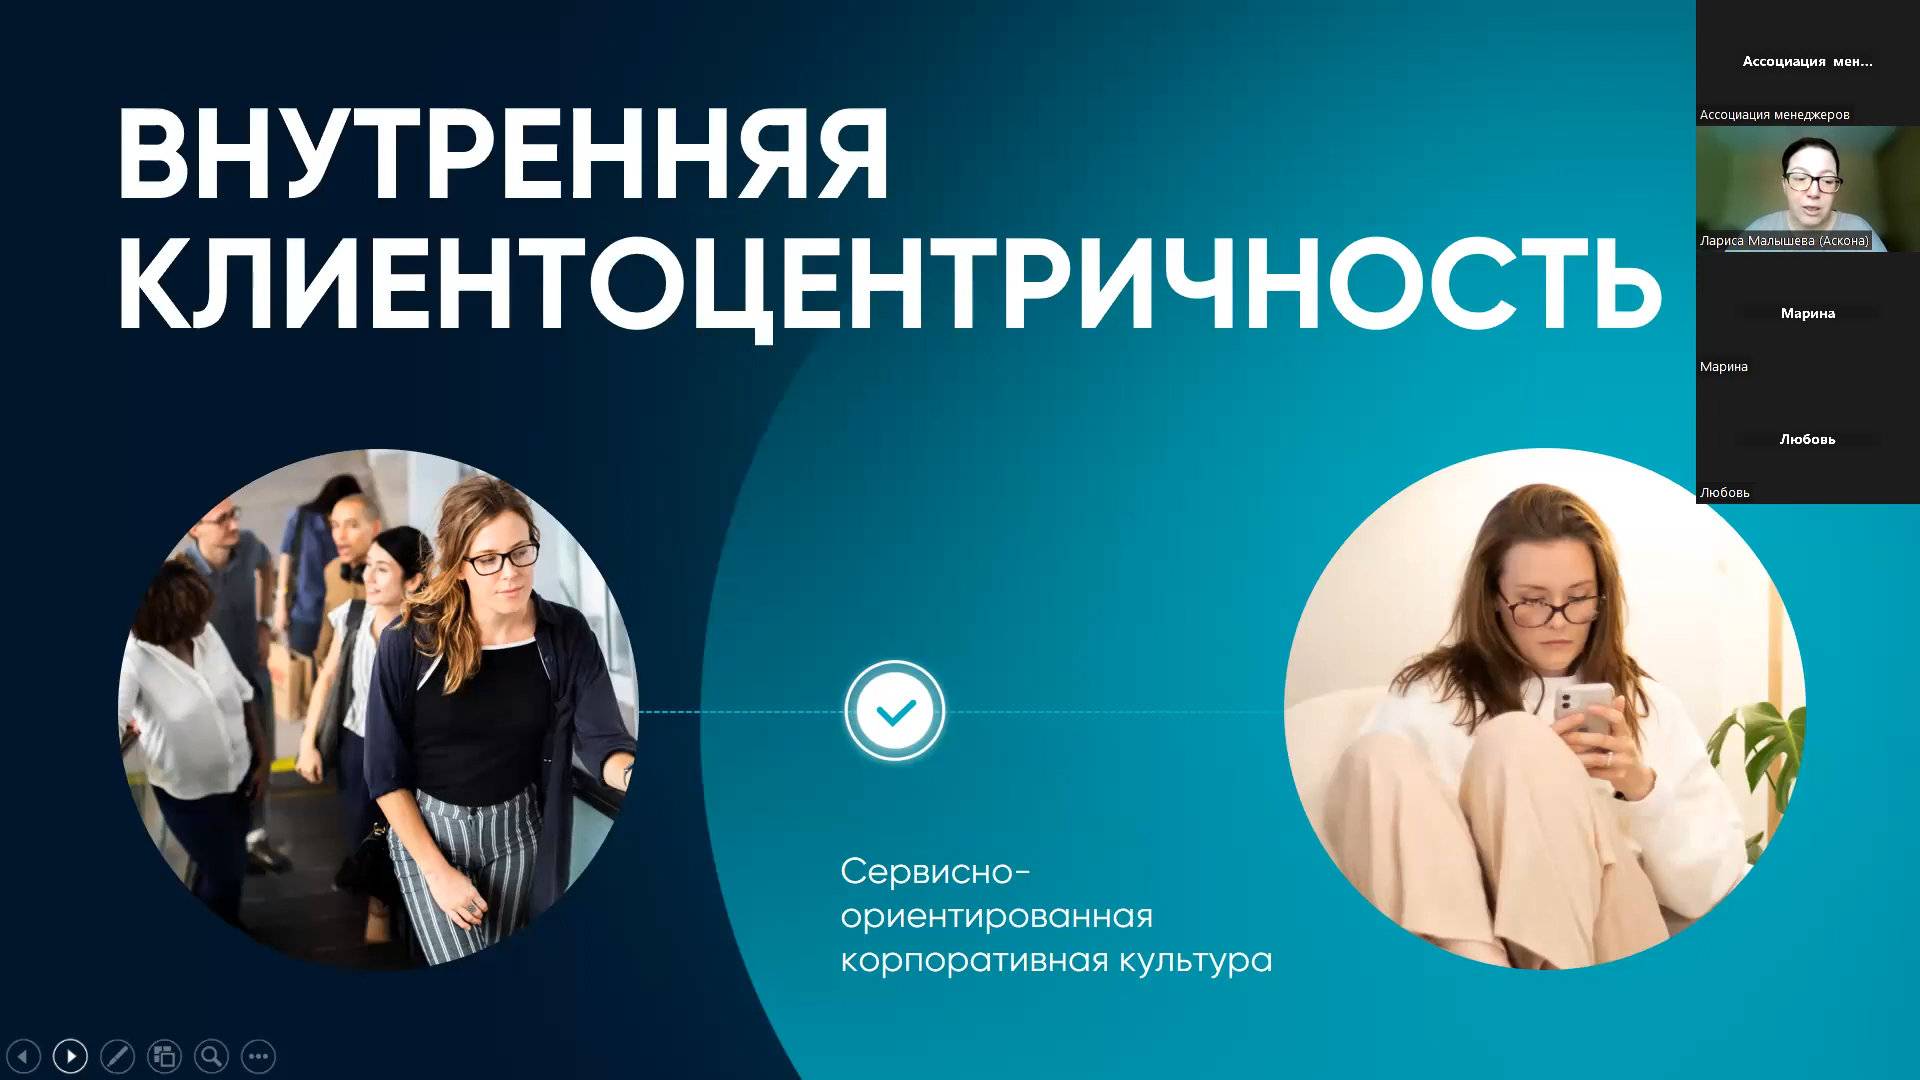 ВНУТРЕННЯЯ
КЛИЕНТОЦЕНТРИЧНОСТЬ
Сервисно-
ориентированная
корпоративная культура
Ассоциация мен...
Ассоциация менеджеров
Лариса Малышева (Аскона)
Марина
Марина
Любовь
Любовь